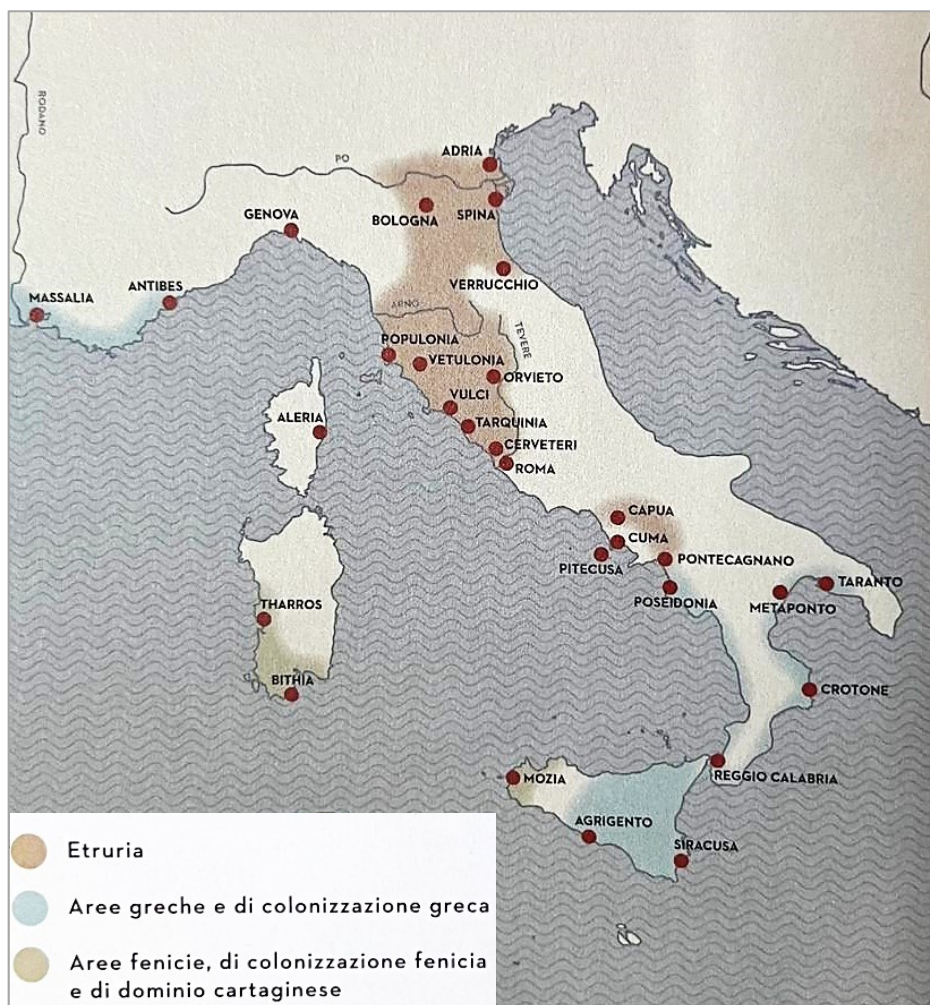 RODANO
PO
ADRIA
GENOVA
BOLOGNA
SPINA
MASSALIA
ANTIBES
VERRUCCHIO
ARNO
TEVERE
POPULONIA
VETULONIA
ORVIETO
VULCI
ALERIA
TARQUINIA
CERVETERI
ROMA
CAPUA
CUMA
PITECUSA
PONTECAGNANO
POSEIDONIA
METAPONTO
TARANTO
THARROS
BITHIA
CROTONE
MOZIA
REGGIO CALABRIA
AGRIGENTO
SIRACUSA
Etruria
Aree greche e di colonizzazione greca
Aree fenicie, di colonizzazione fenicia
e di dominio cartaginese